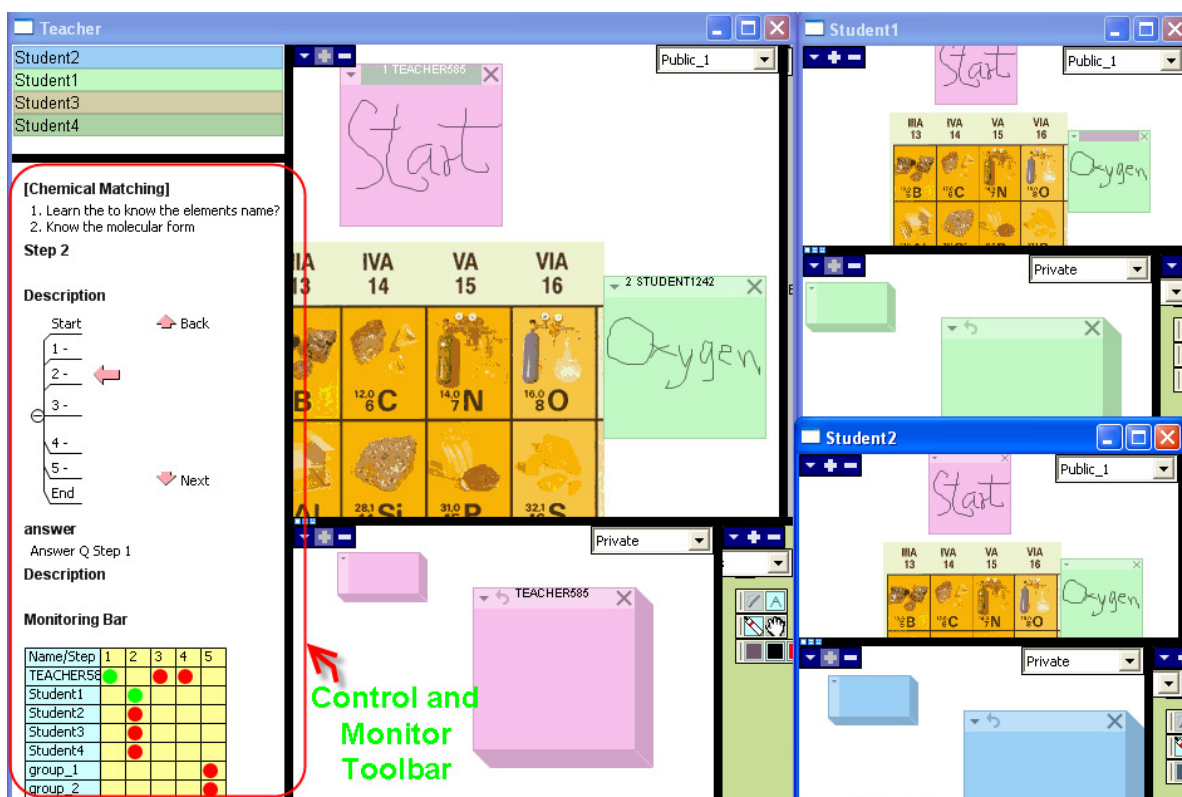 Teacher
Student2
Student1
Student3
Student4
[Chemical Matching]
1. Learn the to know the elements name?
2. Know the molecular form
Step 2
Description
Start
Back
1 -
2 -
3 -
4 -
5 -
Next
End
answer
Answer Q Step 1
Description
Monitoring Bar
Name/Step 1 2 3 4 5
TEACHER58
Student1
Student2
Student3
Student4
group_1
group_2
Public_1
1 TEACHER585
Start
IIA IVA VA VIA
13 14 15 16
2 STUDENT1242
Oxygen
B 12,0 6 C 14,0 7 N 16,0 8 O
Al 28,1 Si 31,0 P 32,1 S
Private
TEACHER585
A
Control and
Monitor
Toolbar
Student1
Public_1
Start
IIIA IVA VA VIA
13 14 15 16
Oxygen
B C N O
Private
Student2
Public_1
Start
IIIA IVA VA VIA
13 14 15 16
Oxygen
B C N O
Private